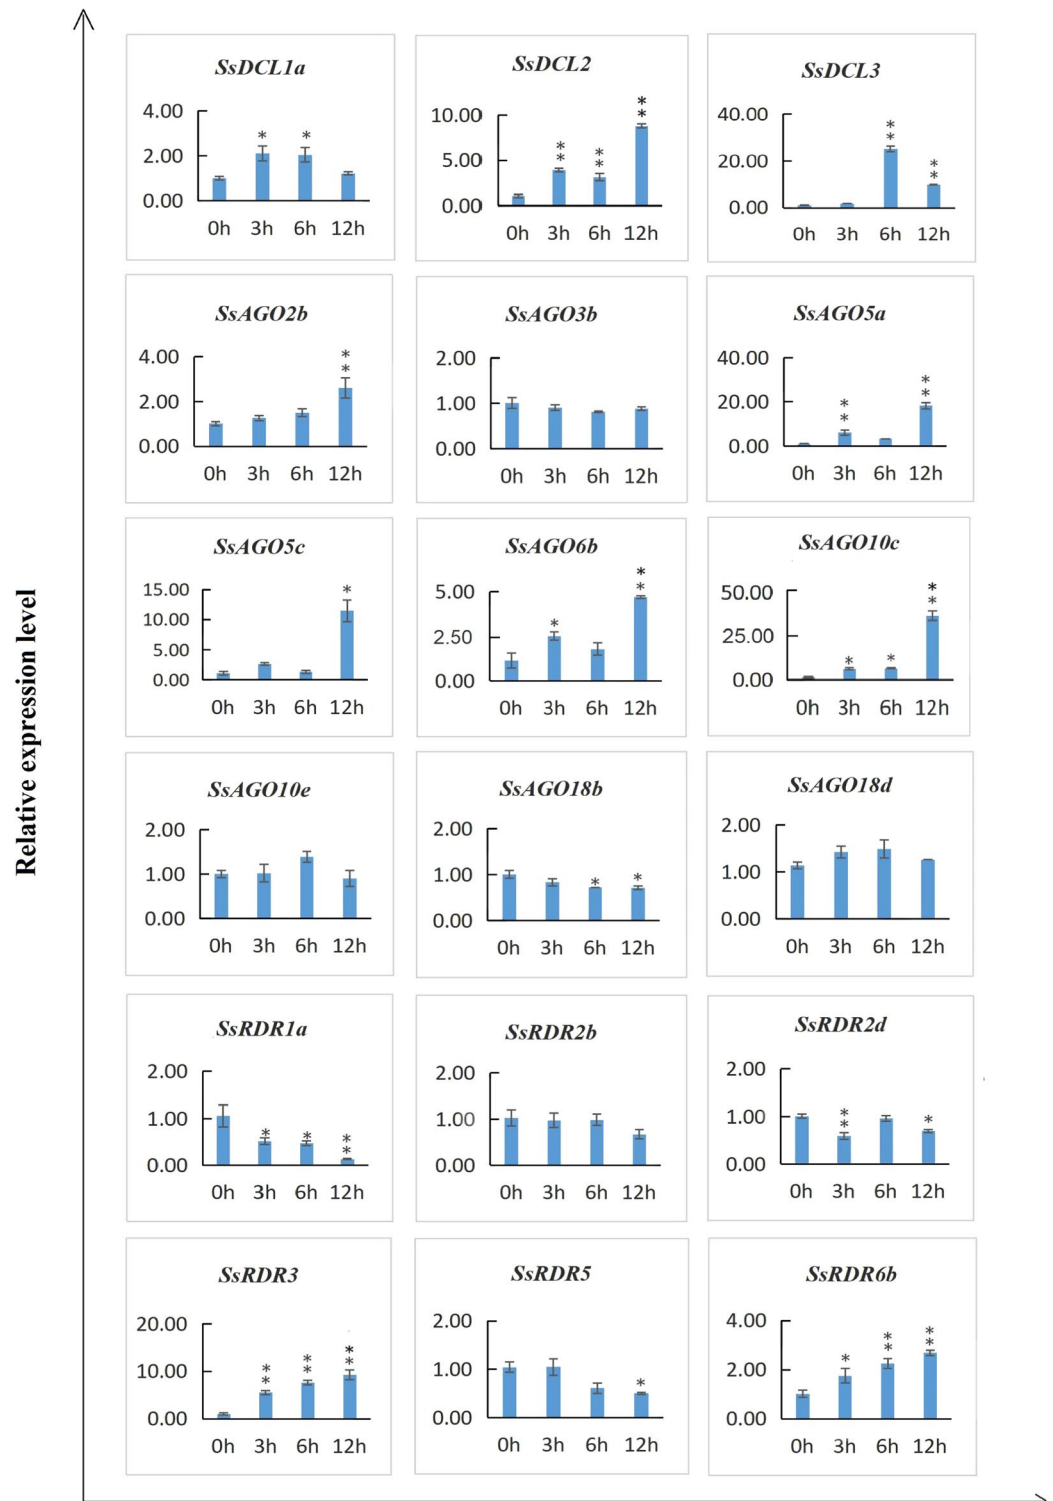 Relative expression level
SsDCL1a
4.00
2.00
0.00
* *
0h 3h 6h 12h
SsDCL2
10.00
5.00
0.00
** ** **
0h 3h 6h 12h
SsDCL3
40.00
20.00
0.00
** **
0h 3h 6h 12h
SsAGO2b
4.00
2.00
0.00
**
0h 3h 6h 12h
SsAGO3b
2.00
1.00
0.00
0h 3h 6h 12h
SsAGO5a
40.00
20.00
0.00
** **
0h 3h 6h 12h
SsAGO5c
15.00
10.00
5.00
0.00
*
0h 3h 6h 12h
SsAGO6b
5.00
2.50
0.00
* **
0h 3h 6h 12h
SsAGO10c
50.00
25.00
0.00
* * **
0h 3h 6h 12h
SsAGO10e
2.00
1.00
0.00
0h 3h 6h 12h
SsAGO18b
2.00
1.00
0.00
* *
0h 3h 6h 12h
SsAGO18d
2.00
1.00
0.00
0h 3h 6h 12h
SsRDR1a
2.00
1.00
0.00
* * **
0h 3h 6h 12h
SsRDR2b
2.00
1.00
0.00
0h 3h 6h 12h
SsRDR2d
2.00
1.00
0.00
** *
0h 3h 6h 12h
SsRDR3
20.00
10.00
0.00
** ** **
0h 3h 6h 12h
SsRDR5
2.00
1.00
0.00
*
0h 3h 6h 12h
SsRDR6b
4.00
2.00
0.00
* ** **
0h 3h 6h 12h